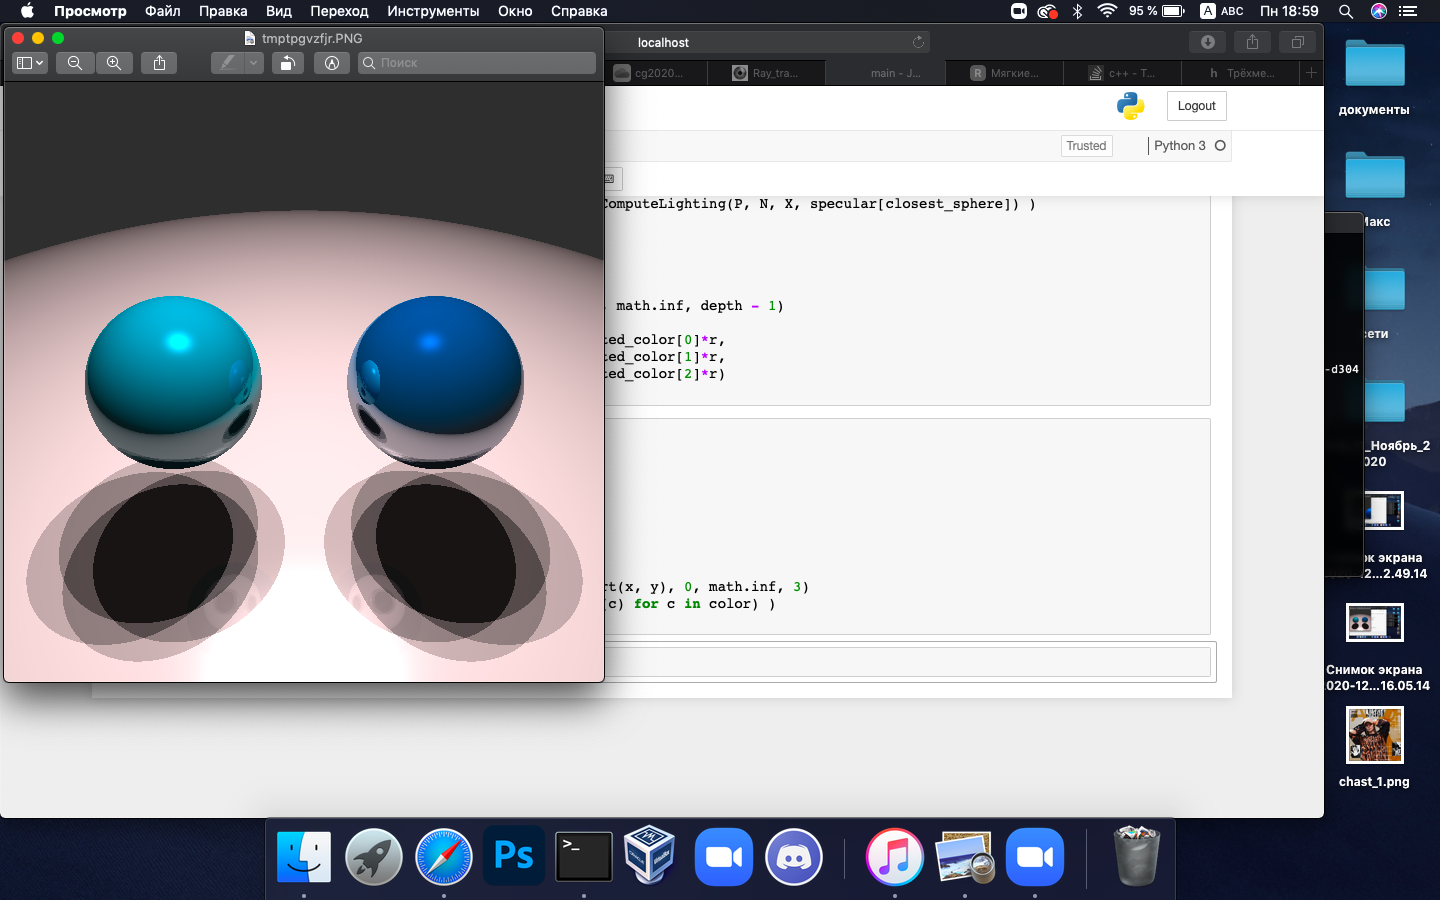 Просмотр Файл Правка Вид Переход Инструменты Окно Справка 95 % A ABC Пн 18:59
tmptpgvzfjr.PNG
Поиск
localhost
cg2020... Ray_tra... main - J... R Мягкие... c++ - T... h Трёхме...
Logout
Trusted Python 3
ComputeLighting(P, N, X, specular[closest_sphere]) )
math.inf, depth - 1)
ted_color[0]*r,
ted_color[1]*r,
ted_color[2]*r)
rt(x, y), 0, math.inf, 3)
(c) for c in color) )
документы
Макс
сети
-d304
_Ноябрь_2
020
ок экрана
12...2.49.14
Снимок экрана
020-12...16.05.14
chast_1.png
Ps
>_